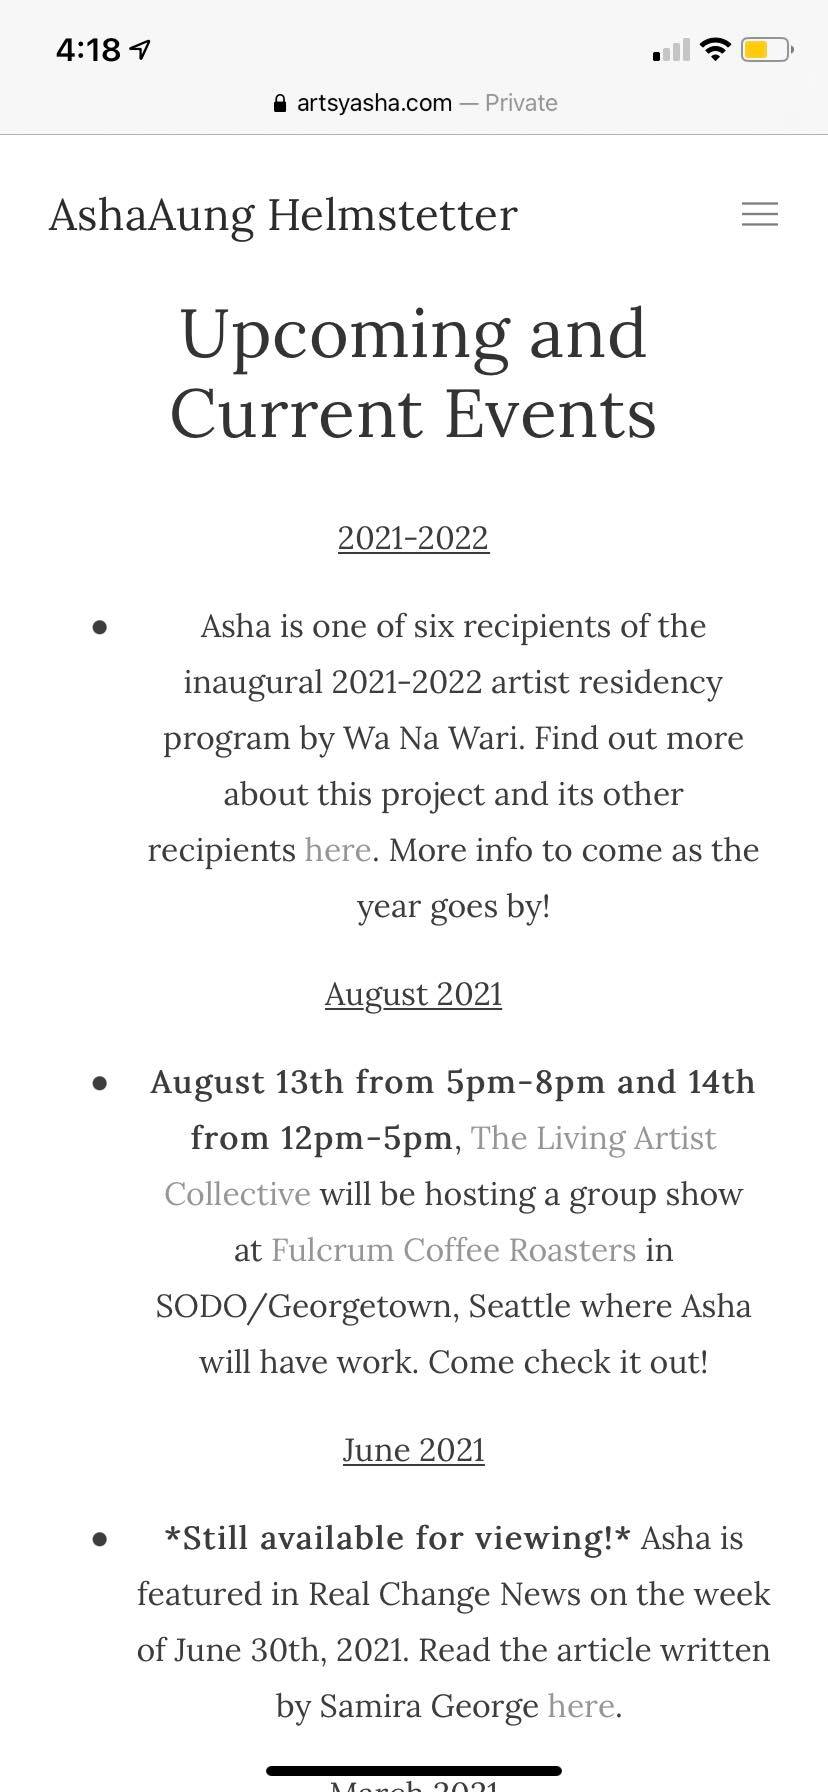 4:18
artsyasha.com — Private
AshaAung Helmstetter
Upcoming and
Current Events
2021-2022
• Asha is one of six recipients of the
inaugural 2021-2022 artist residency
program by Wa Na Wari. Find out more
about this project and its other
recipients here. More info to come as the
year goes by!
August 2021
• August 13th from 5pm-8pm and 14th
from 12pm-5pm, The Living Artist
Collective will be hosting a group show
at Fulcrum Coffee Roasters in
SODO/Georgetown, Seattle where Asha
will have work. Come check it out!
June 2021
• *Still available for viewing!* Asha is
featured in Real Change News on the week
of June 30th, 2021. Read the article written
by Samira George here.
March 2021